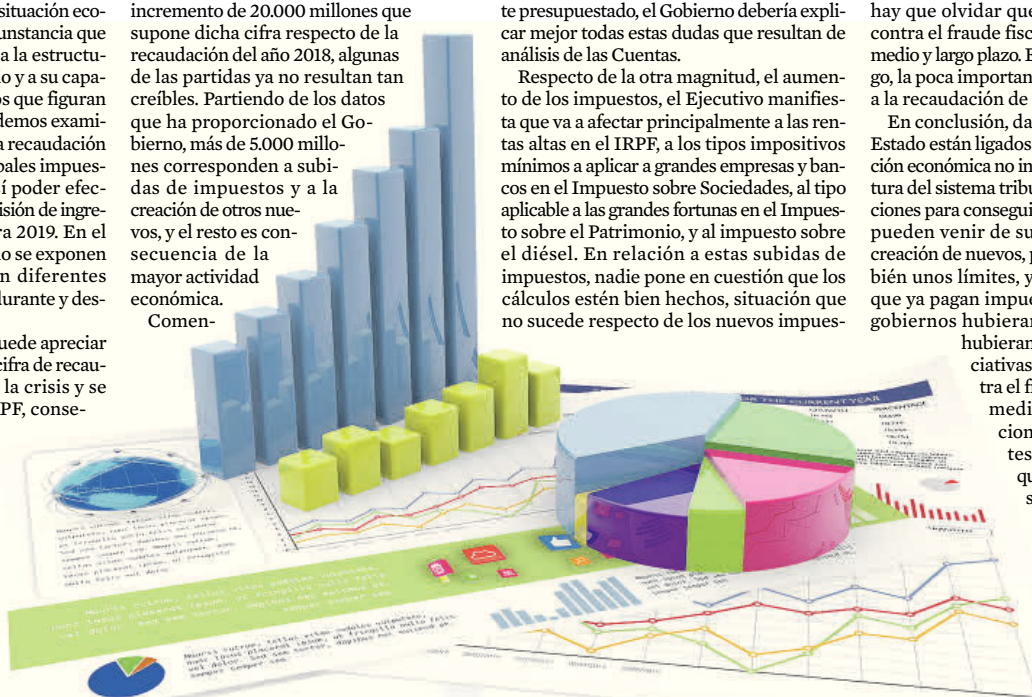 situación eco-
unstancia que
a la estructu-
o y a su capa-
os que figuran
demos exami-
a recaudación
pales impues-
sí poder efec-
isión de ingre-
ra 2019. En el
o se exponen
n diferentes
durante y des-
uede apreciar
cifra de recau-
la crisis y se
PF, conse-
incremento de 20.000 millones que
supone dicha cifra respecto de la
recaudación del año 2018, algunas
de las partidas ya no resultan tan
creíbles. Partiendo de los datos
que ha proporcionado el Go-
bierno, más de 5.000 millo-
nes corresponden a subi-
das de impuestos y a la
creación de otros nue-
vos, y el resto es con-
secuencia de la
mayor actividad
económica.
Comen-
te presupuestado, el Gobierno debería expli-
car mejor todas estas dudas que resultan de
análisis de las Cuentas.
Respecto de la otra magnitud, el aumen-
to de los impuestos, el Ejecutivo manifies-
ta que va a afectar principalmente a las ren-
tas altas en el IRPF, a los tipos impositivos
mínimos a aplicar a grandes empresas y ban-
cos en el Impuesto sobre Sociedades, al tipo
aplicable a las grandes fortunas en el Impues-
to sobre el Patrimonio, y al impuesto sobre
el diésel. En relación a estas subidas de
impuestos, nadie pone en cuestión que los
cálculos estén bien hechos, situación que
no sucede respecto de los nuevos impues-
hay que olvidar que
contra el fraude fisc
medio y largo plazo. E
go, la poca importan
a la recaudación de
En conclusión, da
Estado están ligados
ción económica no in
tura del sistema tribu
ciones para consegui
pueden venir de su
creación de nuevos, p
bién unos límites, y
que ya pagan impue
gobiernos hubieran
hubieran
ciativas
tra el f
medi
cion
tes
qu
s
FOR THE CURRENT YEAR